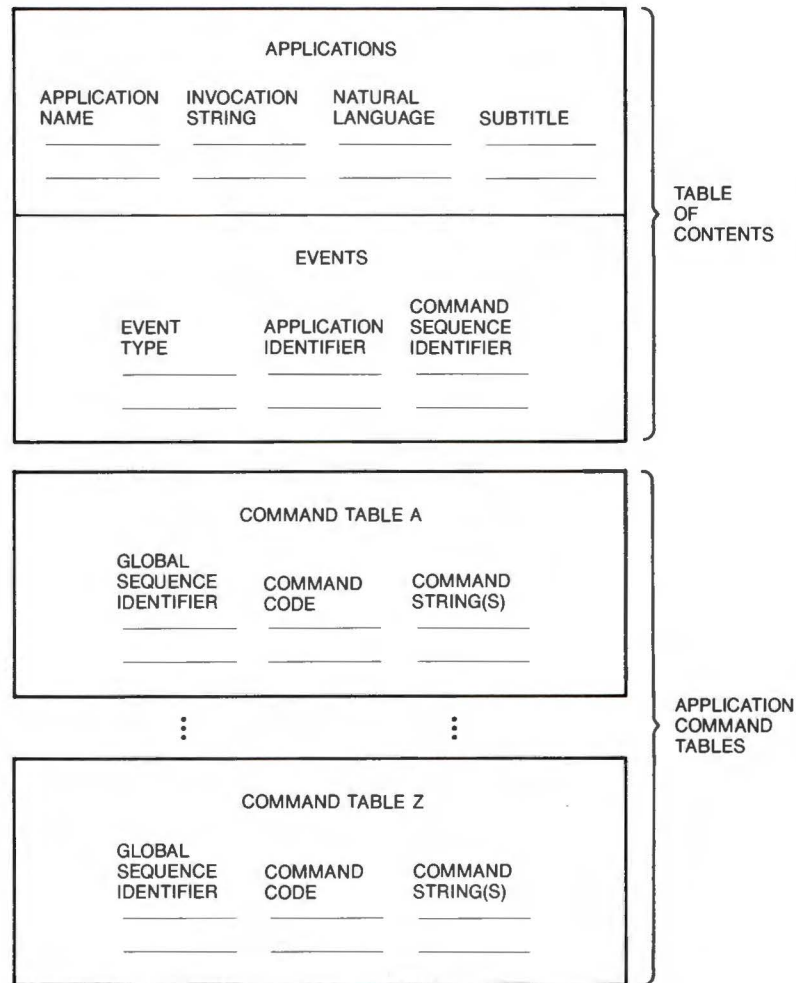 APPLICATIONS
APPLICATION NAME
INVOCATION STRING
NATURAL LANGUAGE
SUBTITLE
TABLE OF CONTENTS
EVENTS
EVENT TYPE
APPLICATION IDENTIFIER
COMMAND SEQUENCE IDENTIFIER
COMMAND TABLE A
GLOBAL SEQUENCE IDENTIFIER
COMMAND CODE
COMMAND STRING(S)
APPLICATION COMMAND TABLES
COMMAND TABLE Z
GLOBAL SEQUENCE IDENTIFIER
COMMAND CODE
COMMAND STRING(S)